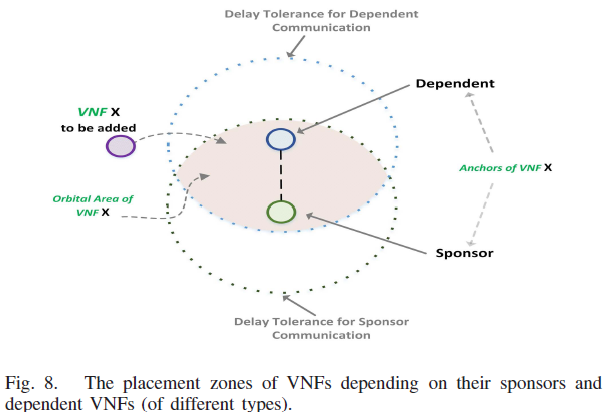 Delay Tolerance for Dependent
Communication
Dependent
VNF X
to be added
Anchors of VNF X
Orbital Area of
VNF X
Sponsor
Delay Tolerance for Sponsor
Communication
Fig. 8. The placement zones of VNFs depending on their sponsors and
dependent VNFs (of different types).